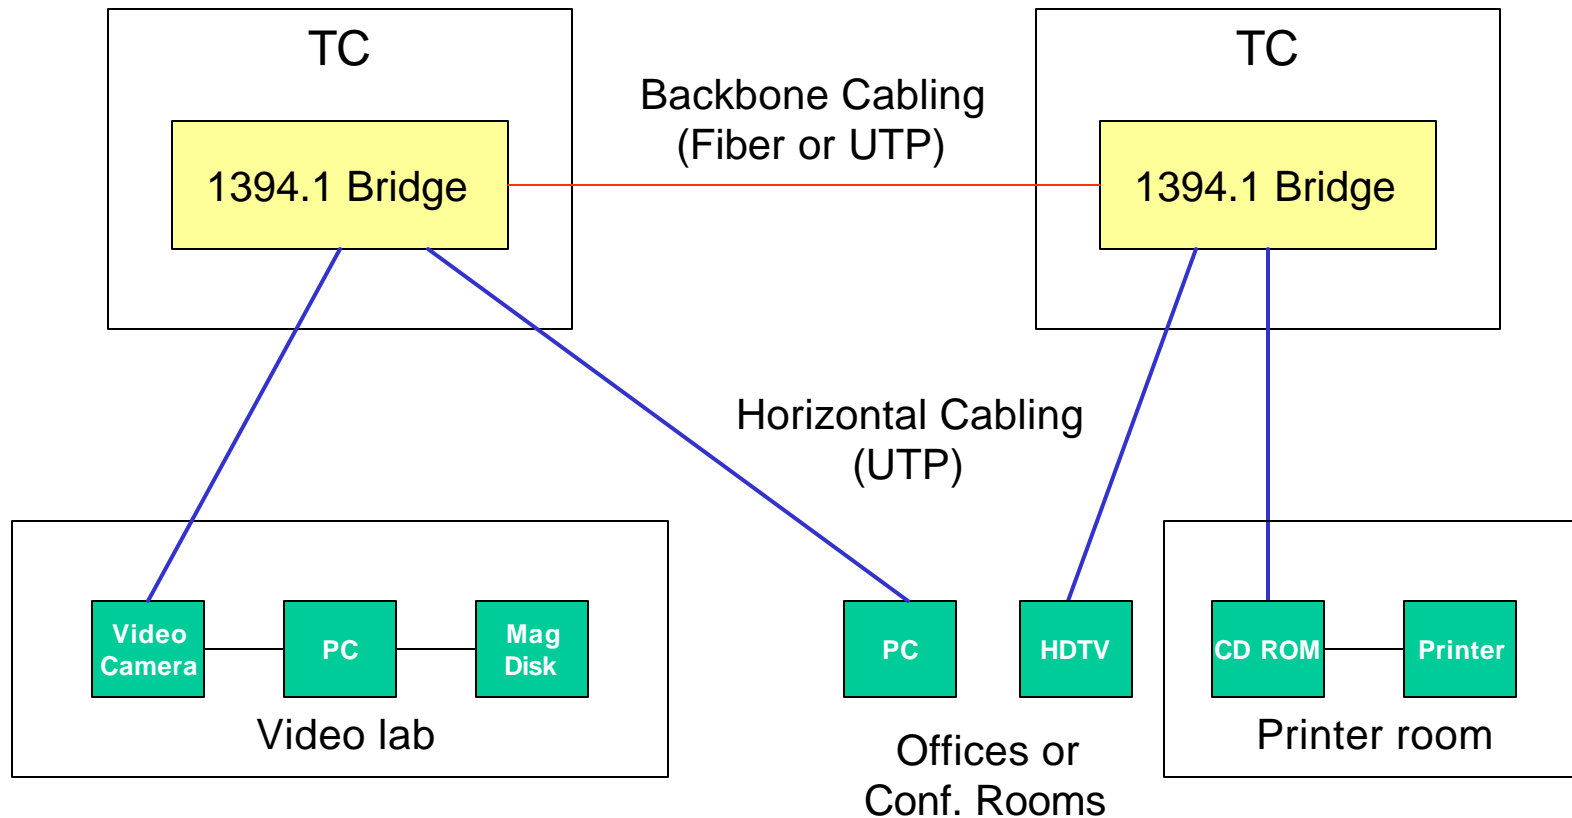 TC
TC
Backbone Cabling
(Fiber or UTP)
1394.1 Bridge
1394.1 Bridge
Horizontal Cabling
(UTP)
Video
Camera
PC
Mag
Disk
PC
HDTV
CD ROM
Printer
Video lab
Offices or
Conf. Rooms
Printer room